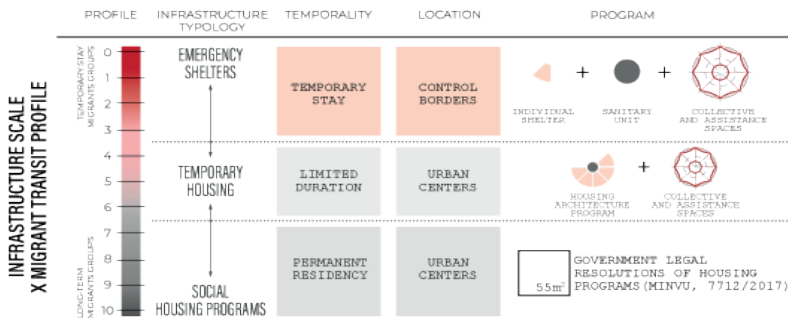 PROFILE
INFRASTRUCTURE
TYPOLOGY
TEMPORALITY
LOCATION
PROGRAM
INFRASTRUCTURE SCALE
X MIGRANT TRANSIT PROFILE
TEMPORARY STAY
MIGRANTS GROUPS
LONG-TERM
MIGRANTS GROUPS
0
1
2
3
4
5
6
7
8
9
10
EMERGENCY
SHELTERS
TEMPORARY
STAY
CONTROL
BORDERS
+
+
INDIVIDUAL
SHELTER
SANITARY
UNIT
COLLECTIVE
AND ASSISTANCE
SPACES
TEMPORARY
HOUSING
LIMITED
DURATION
URBAN
CENTERS
+
HOUSING
ARCHITECTURE
PROGRAM
COLLECTIVE
AND ASSISTANCE
SPACES
SOCIAL
HOUSING PROGRAMS
PERMANENT
RESIDENCY
URBAN
CENTERS
55m²
GOVERNMENT LEGAL
RESOLUTIONS OF HOUSING
PROGRAMS(MINVU, 7712/2017)